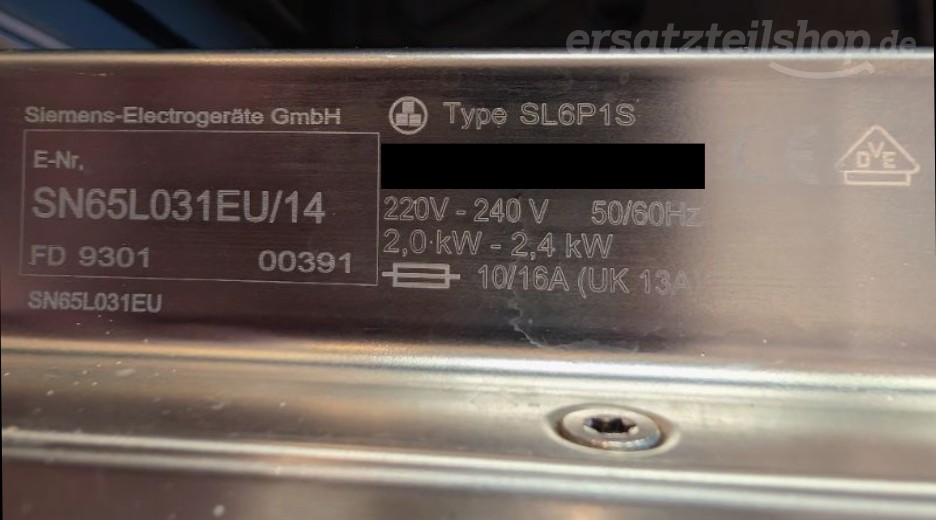 ersatzteilshop.de
Siemens-Electrogeräte GmbH
Type SL6P1S
E-Nr.
SN65L031EU/14
FD 9301 00391
SN65L031EU
220V - 240 V 50/60Hz
2,0 kW - 2,4 kW
10/16A (UK 13A)
DVE